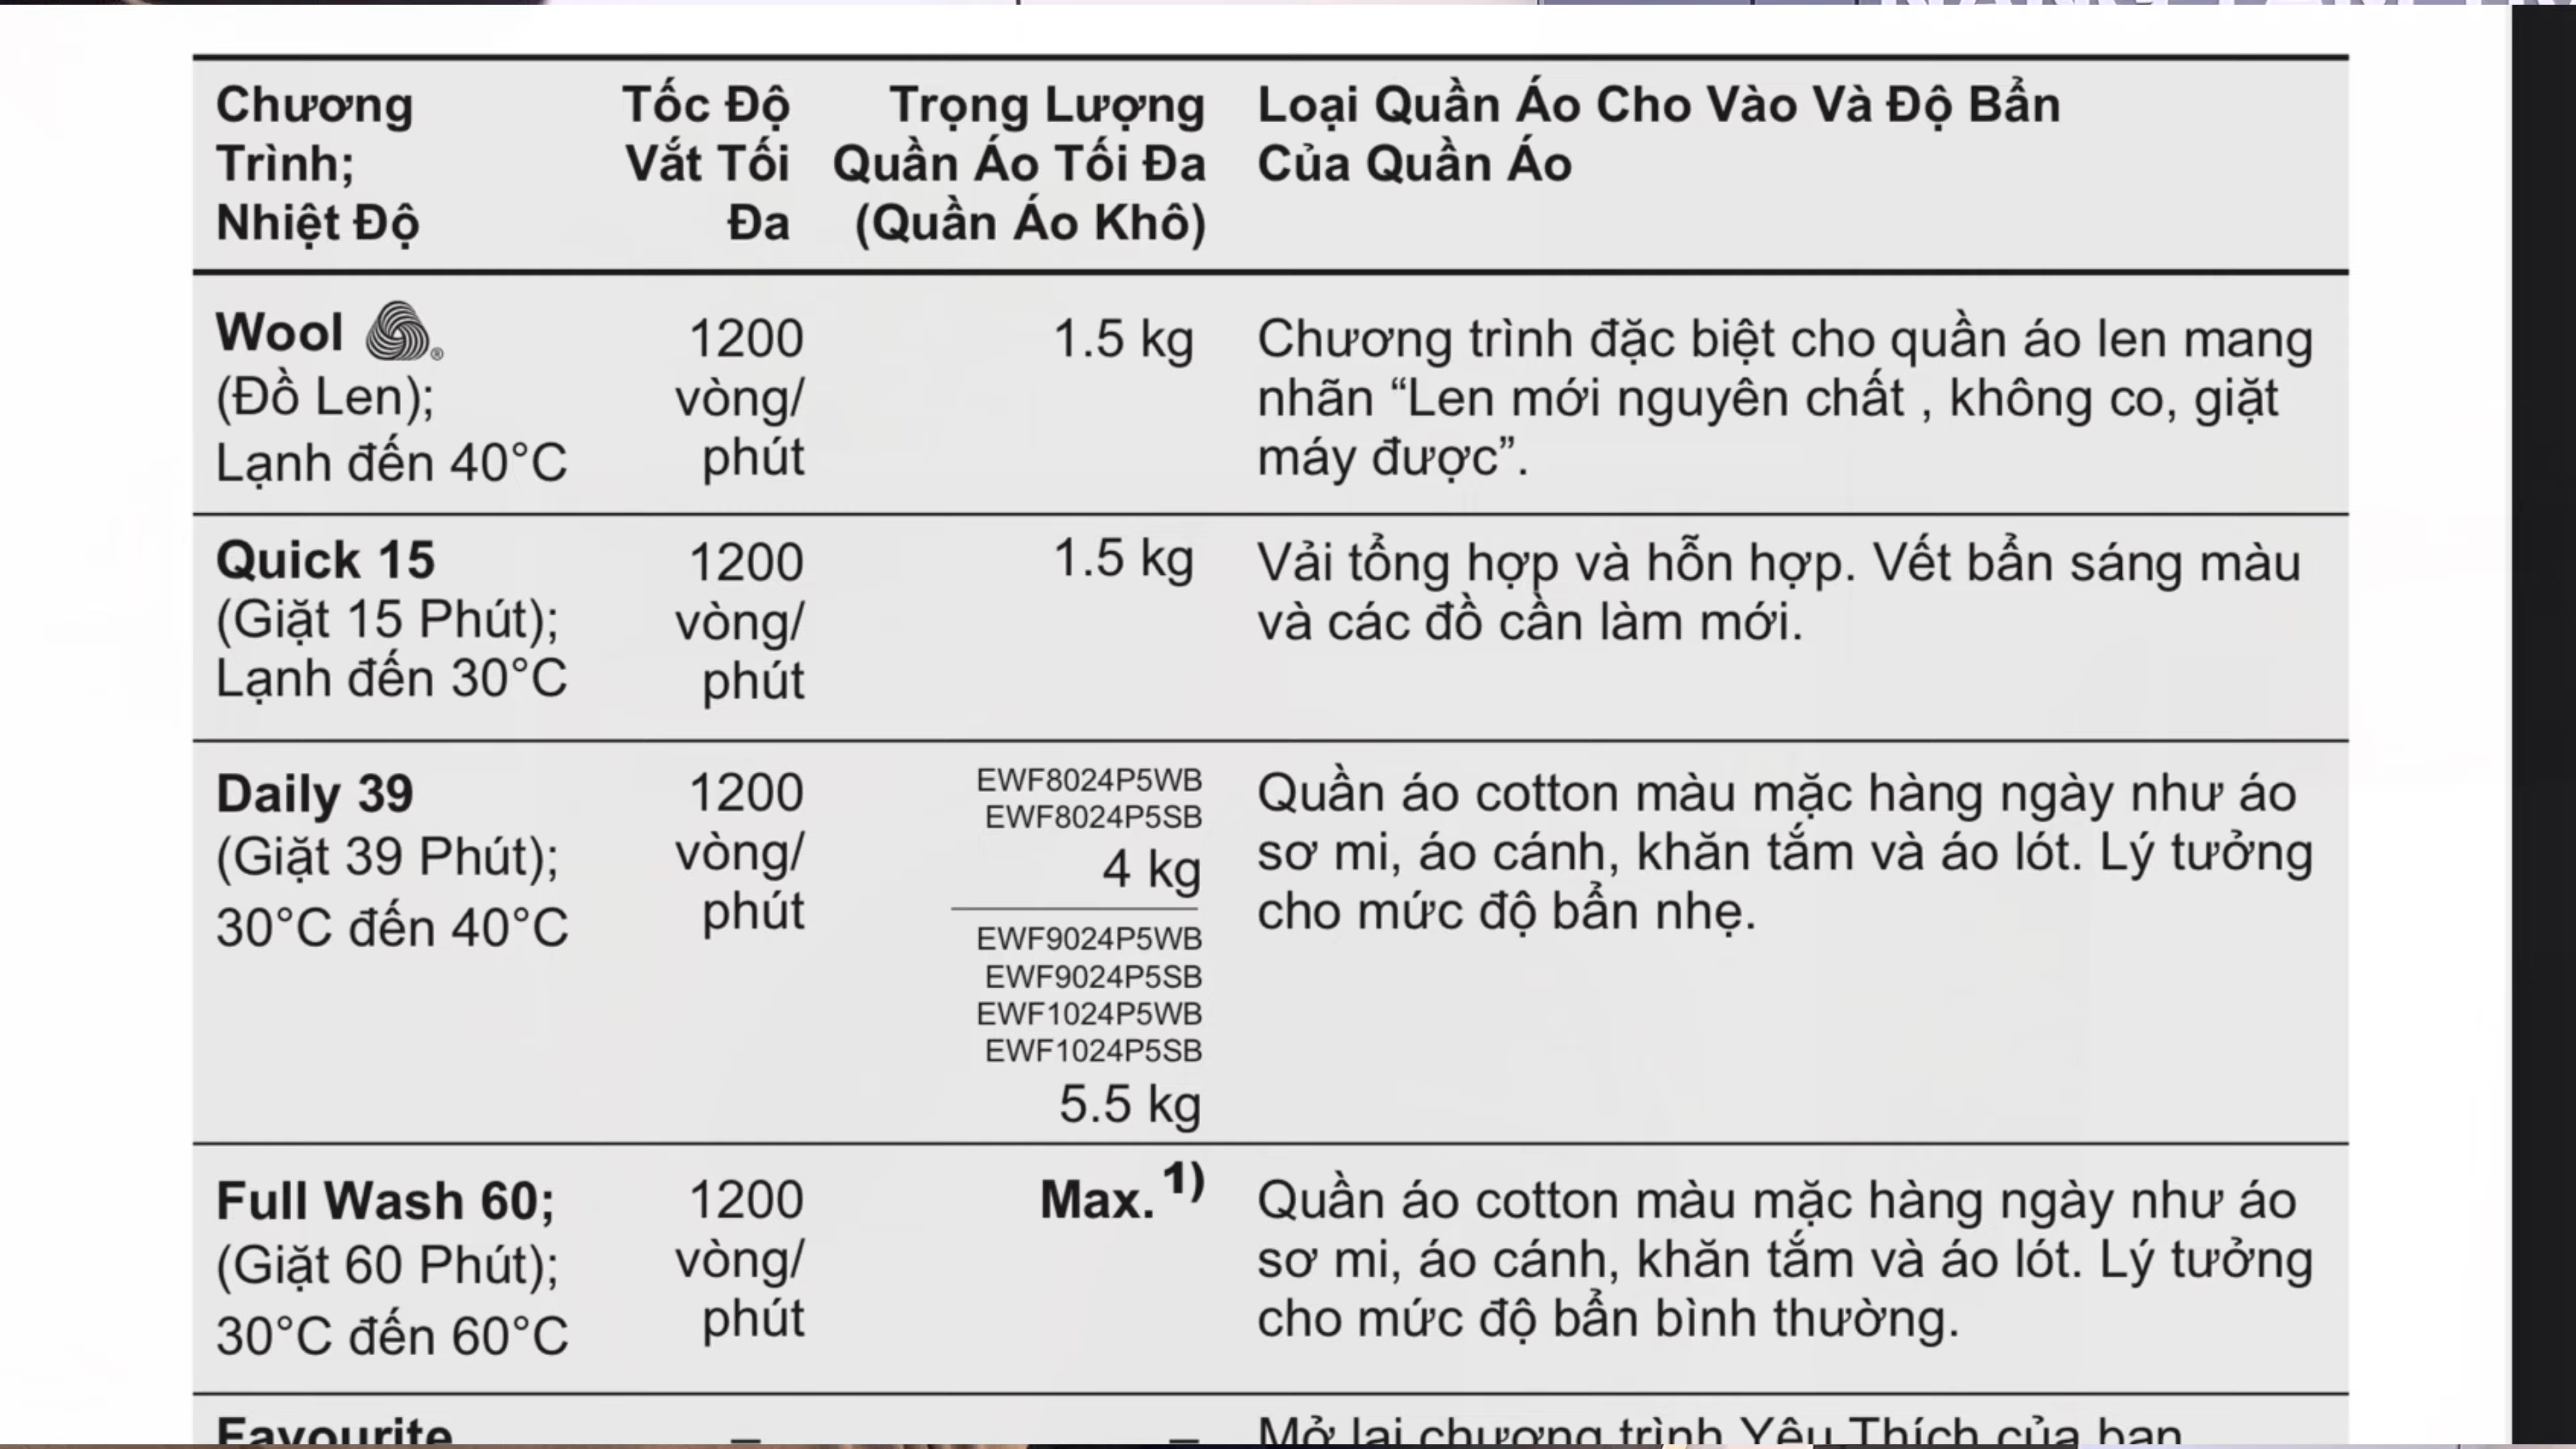 Chương
Trình;
Nhiệt Độ
Tốc Độ
Vắt Tối
Đa
Trọng Lượng
Quần Áo Tối Đa
(Quần Áo Khô)
Loại Quần Áo Cho Vào Và Độ Bẩn
Của Quần Áo
Wool ®
(Đồ Len);
Lạnh đến 40°C
1200
vòng/
phút
1.5 kg
Chương trình đặc biệt cho quần áo len mang
nhãn “Len mới nguyên chất , không co, giặt
máy được”.
Quick 15
(Giặt 15 Phút);
Lạnh đến 30°C
1200
vòng/
phút
1.5 kg
Vải tổng hợp và hỗn hợp. Vết bẩn sáng màu
và các đồ cần làm mới.
Daily 39
(Giặt 39 Phút);
30°C đến 40°C
1200
vòng/
phút
EWF8024P5WB
EWF8024P5SB
4 kg
EWF9024P5WB
EWF9024P5SB
EWF1024P5WB
EWF1024P5SB
5.5 kg
Quần áo cotton màu mặc hàng ngày như áo
sơ mi, áo cánh, khăn tắm và áo lót. Lý tưởng
cho mức độ bẩn nhẹ.
Full Wash 60;
(Giặt 60 Phút);
30°C đến 60°C
1200
vòng/
phút
Max. 1)
Quần áo cotton màu mặc hàng ngày như áo
sơ mi, áo cánh, khăn tắm và áo lót. Lý tưởng
cho mức độ bẩn bình thường.
Favourite
–
–
Mở lại chương trình Yêu Thích của bạn